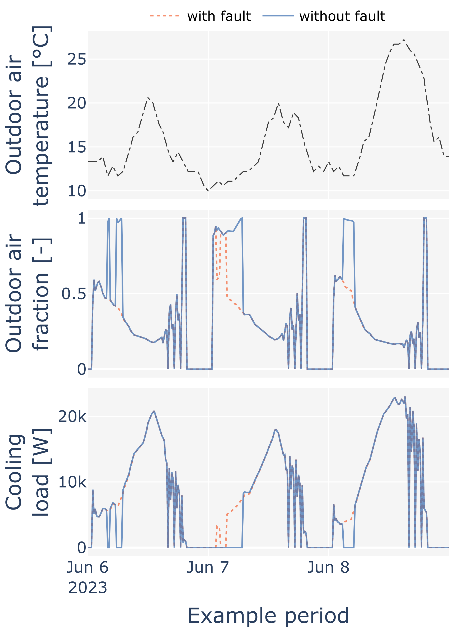 with fault without fault
Outdoor air
temperature [°C]
25
20
15
10
Outdoor air
fraction [-]
1
0.5
0
Cooling
load [W]
20k
10k
0
Jun 6
2023
Jun 7
Jun 8
Example period